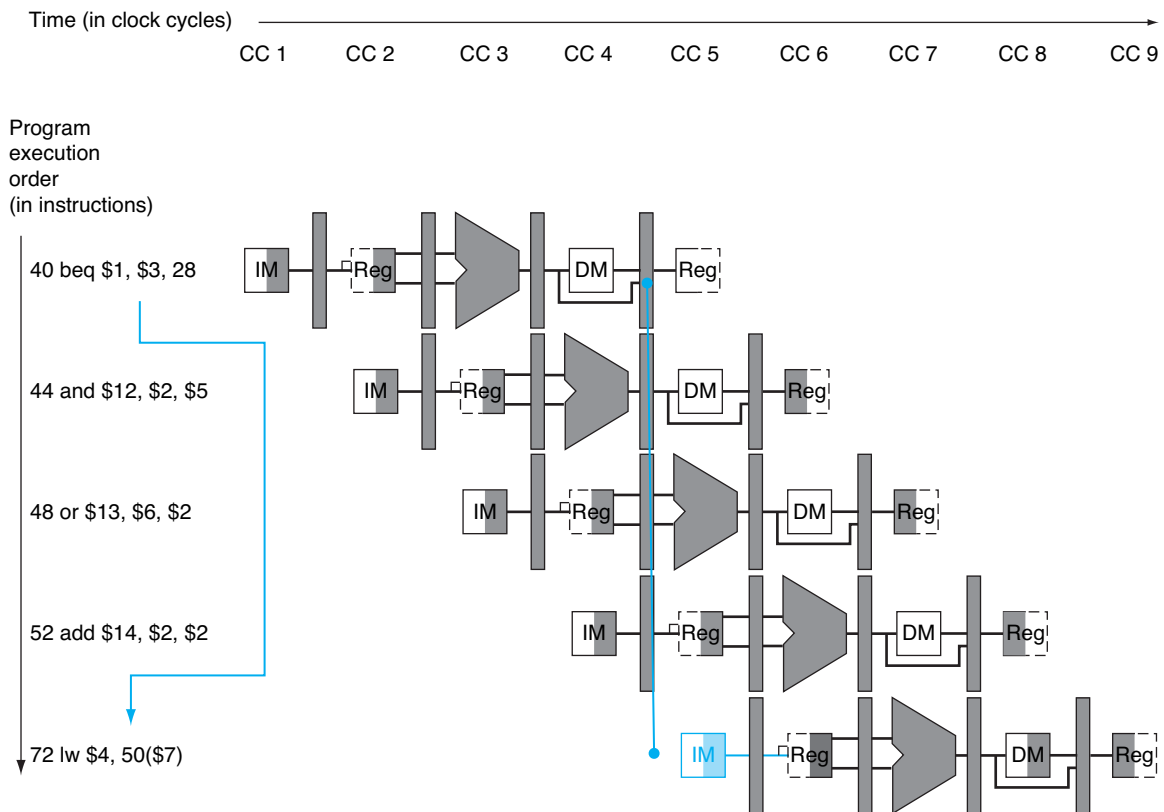 Time (in clock cycles)
CC 1 CC 2 CC 3 CC 4 CC 5 CC 6 CC 7 CC 8 CC 9
Program
execution
order
(in instructions)
40 beq $1, $3, 28
IM Reg DM Reg
44 and $12, $2, $5
IM Reg DM Reg
48 or $13, $6, $2
IM Reg DM Reg
52 add $14, $2, $2
IM Reg DM Reg
72 lw $4, 50($7)
IM Reg DM Reg